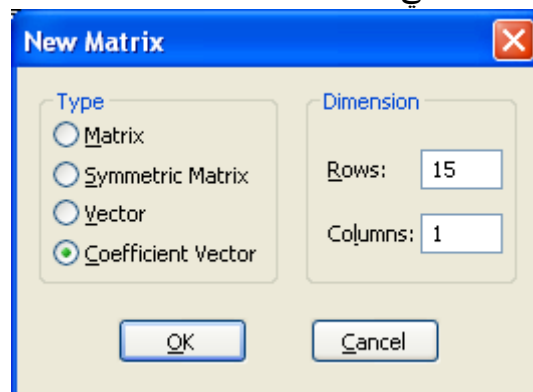 New Matrix
Type
Matrix
Symmetric Matrix
Vector
Coefficient Vector
Dimension
Rows: 15
Columns: 1
OK
Cancel